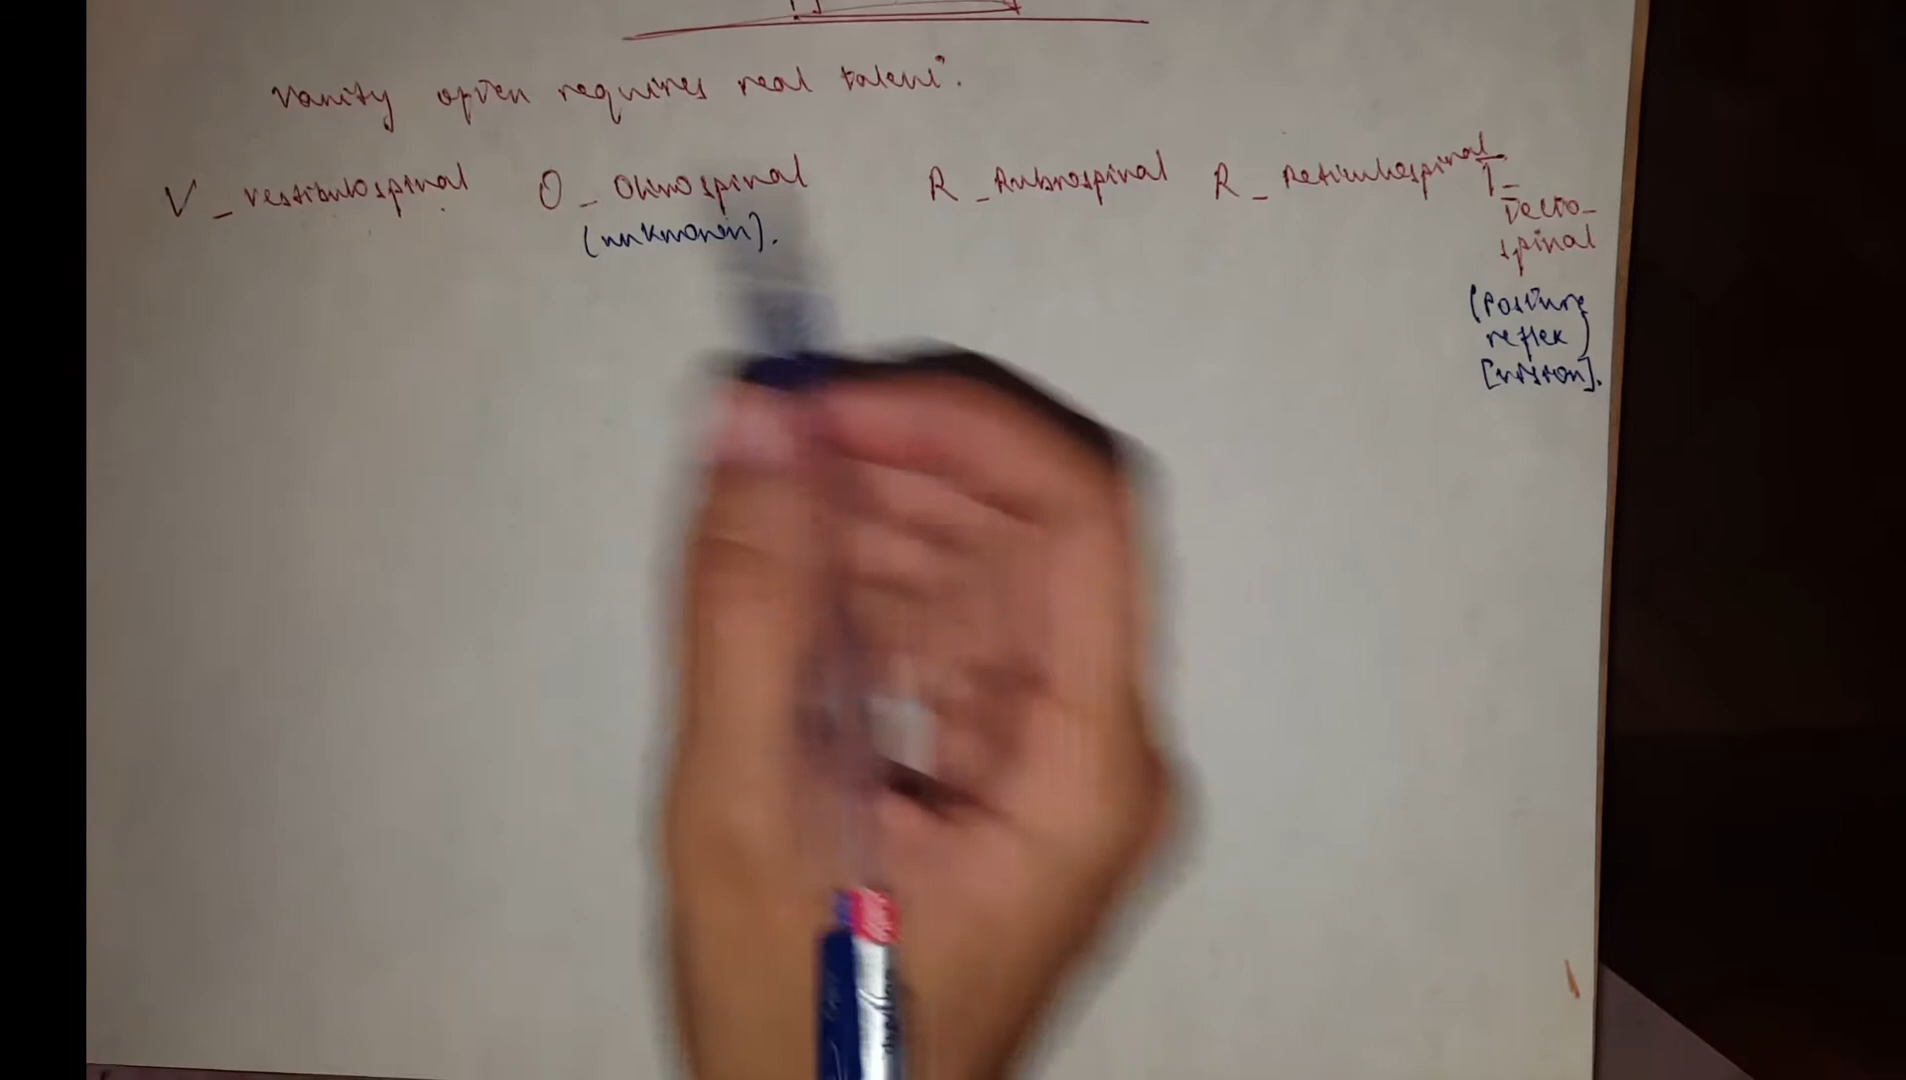 Vanity often requires real talent".
V - Vestibulospinal O - Olivospinal R - Rubrospinal R - Reticulospinal T -
Tecto-
spinal
(unknown).
(Posture
reflex)
[vision].